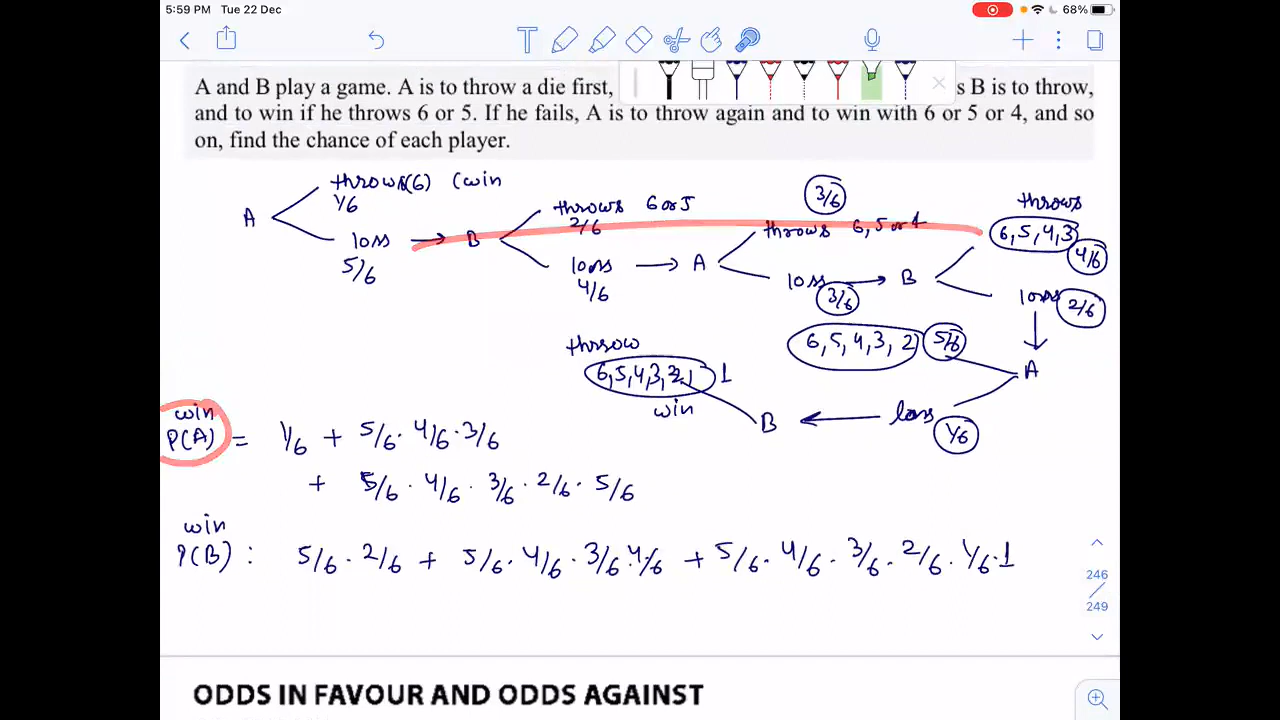 5:59 PM Tue 22 Dec
68%
A and B play a game. A is to throw a die first, s B is to throw,
and to win if he throws 6 or 5. If he fails, A is to throw again and to win with 6 or 5 or 4, and so
on, find the chance of each player.
A
throws (6) (win
1/6
loss
5/6
B
throws 6 or 5
2/6
loss
4/6
A
3/6
throws 6, 5 or 4
loss
3/6
B
throws
6,5,4,3
4/6
loss
2/6
A
6,5,4,3,2
5/6
loss
1/6
B
throw
6,5,4,3,2,1
1
win
win
P(A) = 1/6 + 5/6 . 4/6 . 3/6
+ 5/6 . 4/6 . 3/6 . 2/6 . 5/6
win
P(B) : 5/6 . 2/6 + 5/6 . 4/6 . 3/6 . 4/6 + 5/6 . 4/6 . 3/6 . 2/6 . 1/6 . 1
246
249
ODDS IN FAVOUR AND ODDS AGAINST